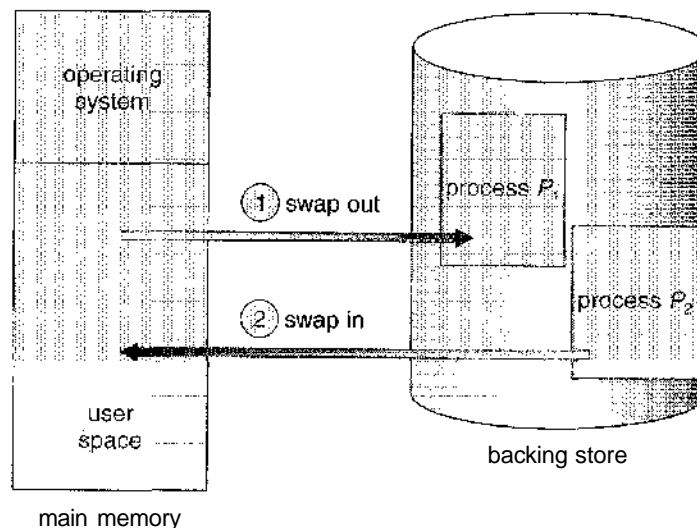 operating
system
1 swap out
process P1
2 swap in
process P2
user
space
backing store
main memory